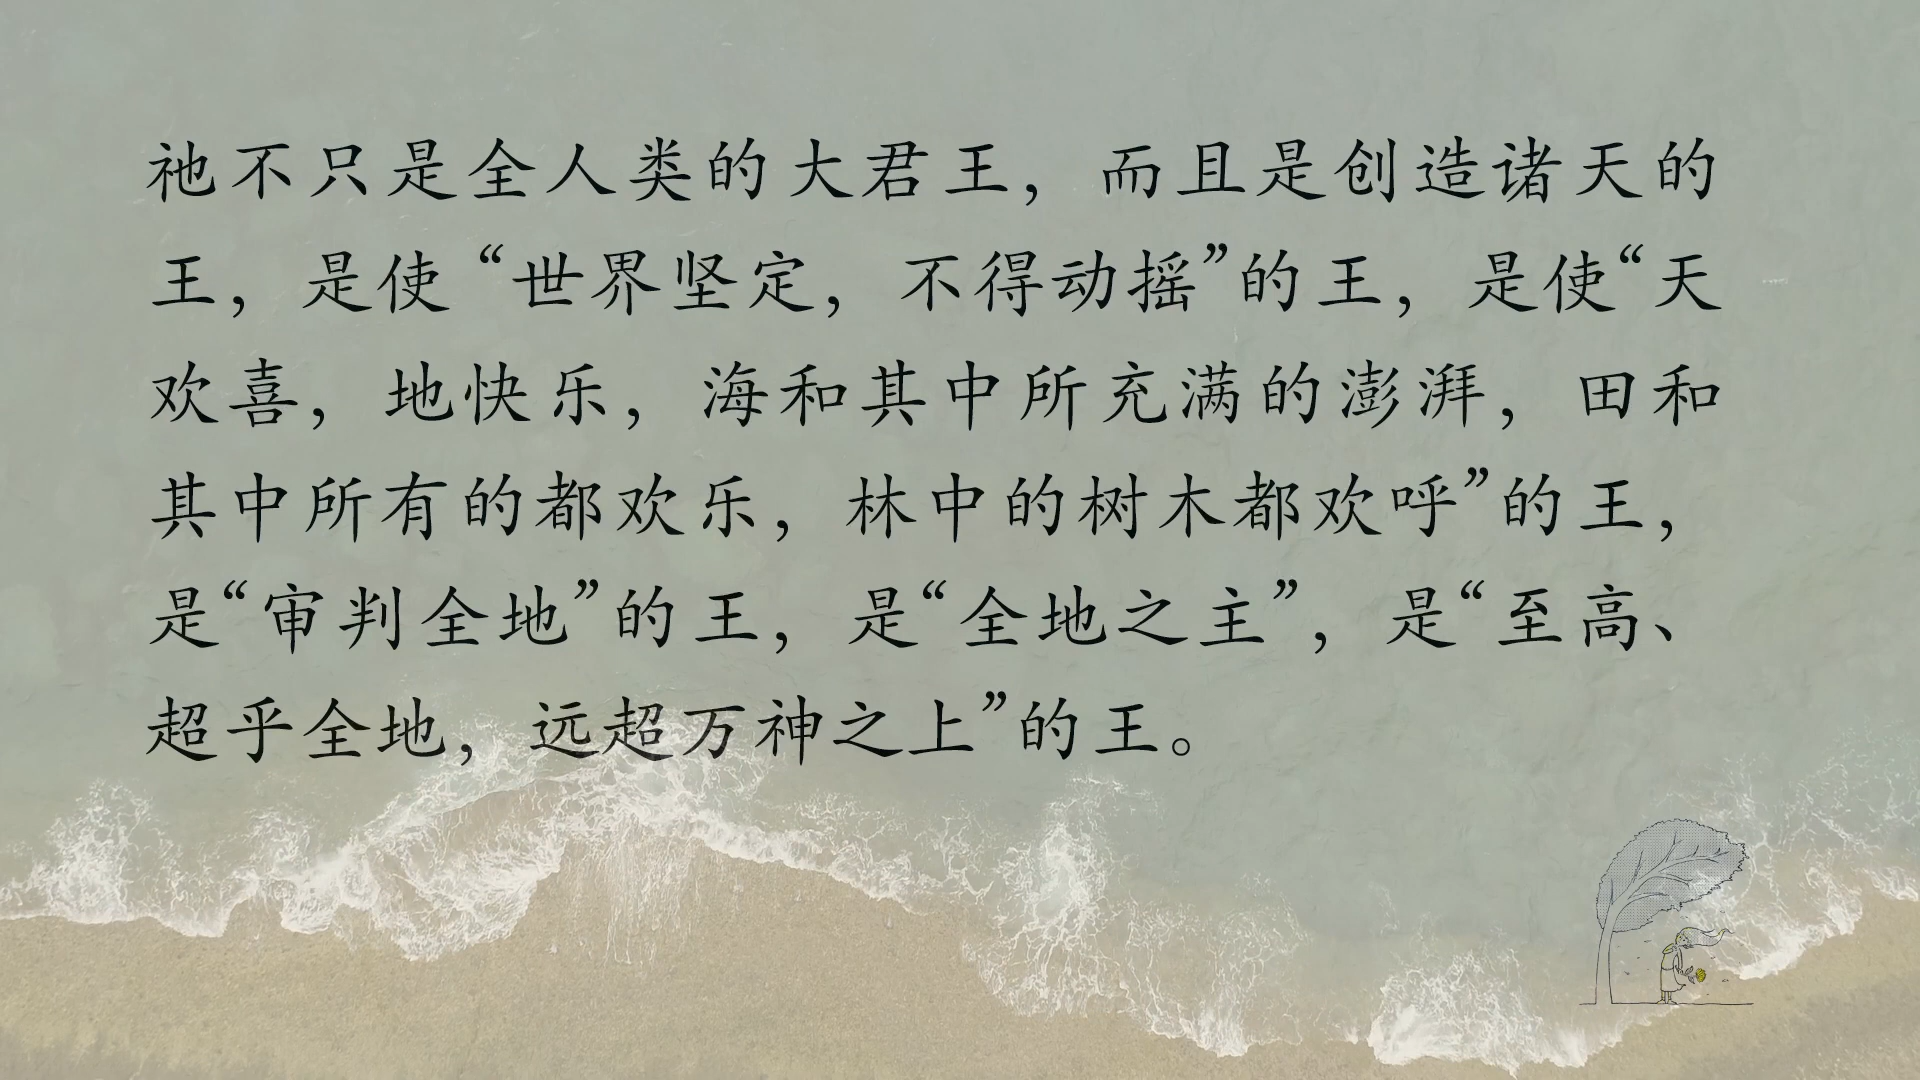 祂不只是全人类的大君王，而且是创造诸天的
王，是使“世界坚定，不得动摇”的王，是使“天
欢喜，地快乐，海和其中所充满的澎湃，田和
其中所有的都欢乐，林中的树木都欢呼”的王，
是“审判全地”的王，是“全地之主”，是“至高、
超乎全地，远超万神之上”的王。